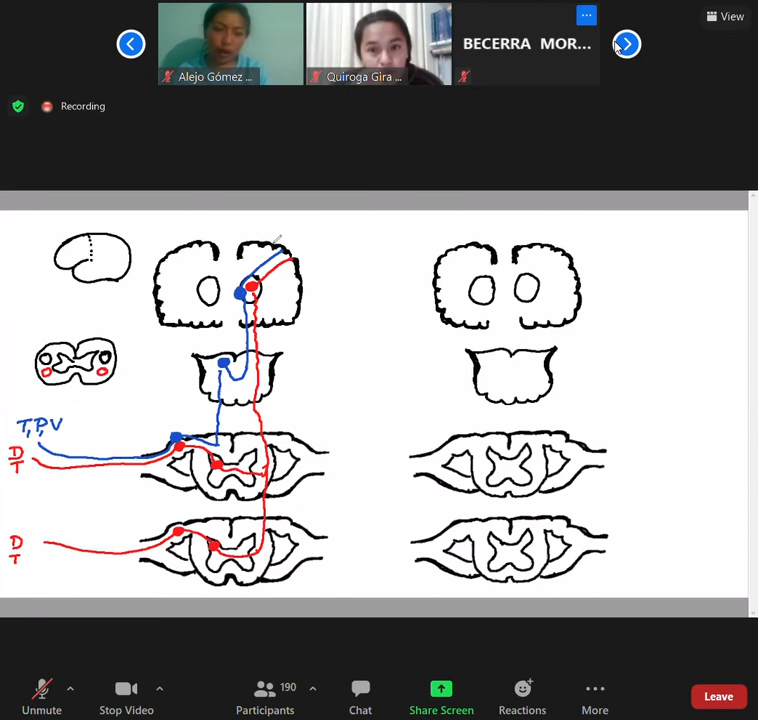 View
Alejo Gómez ...
Quiroga Gira ...
BECERRA MOR...
Recording
T, P, V
D
T
D
T
Unmute
Stop Video
Participants
190
Chat
Share Screen
Reactions
More
Leave